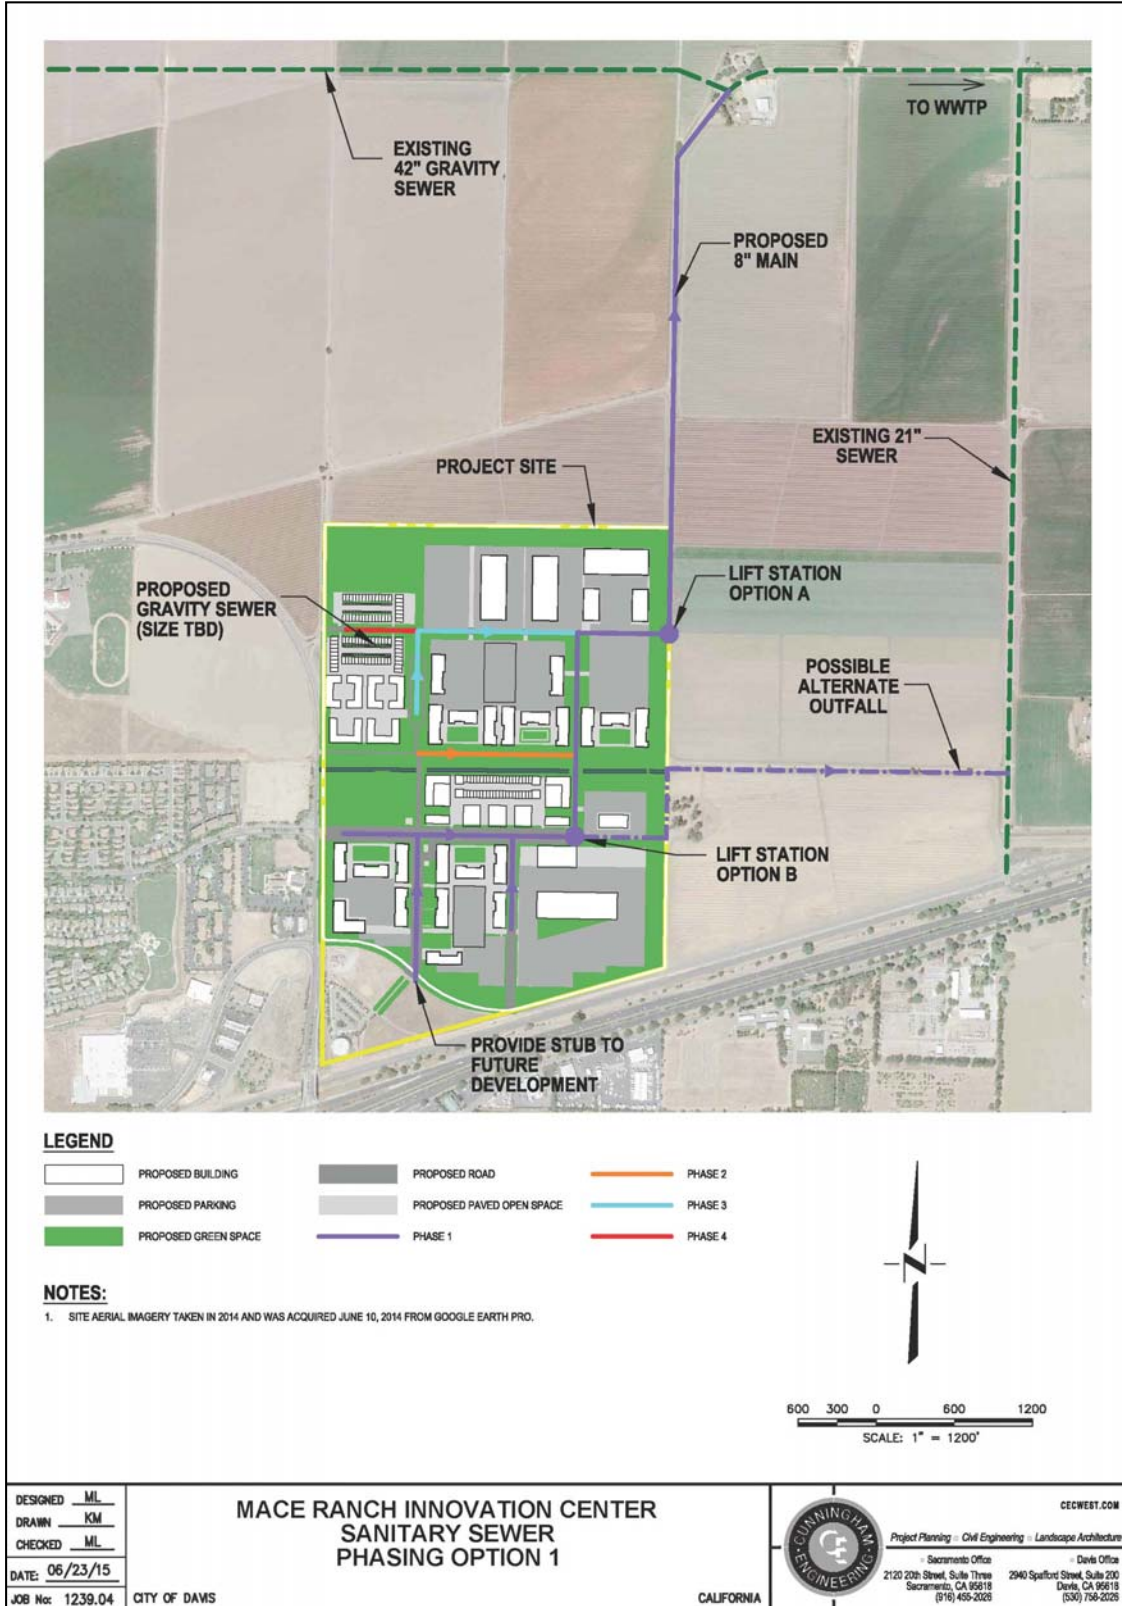 TO WWTP
EXISTING
42" GRAVITY
SEWER
PROPOSED
8" MAIN
EXISTING 21"
SEWER
PROJECT SITE
LIFT STATION
OPTION A
PROPOSED
GRAVITY SEWER
(SIZE TBD)
POSSIBLE
ALTERNATE
OUTFALL
LIFT STATION
OPTION B
PROVIDE STUB TO
FUTURE
DEVELOPMENT
LEGEND
PROPOSED BUILDING
PROPOSED ROAD
PHASE 2
PROPOSED PARKING
PROPOSED PAVED OPEN SPACE
PHASE 3
PROPOSED GREEN SPACE
PHASE 1
PHASE 4
NOTES:
1. SITE AERIAL IMAGERY TAKEN IN 2014 AND WAS ACQUIRED JUNE 10, 2014 FROM GOOGLE EARTH PRO.
N
600 300 0 600 1200
SCALE: 1" = 1200'
DESIGNED ML
DRAWN KM
CHECKED ML
DATE: 06/23/15
JOB No: 1239.04
MACE RANCH INNOVATION CENTER
SANITARY SEWER
PHASING OPTION 1
CITY OF DAVIS
CALIFORNIA
CUNNINGHAM
ENGINEERING
CECWEST.COM
Project Planning ▫ Civil Engineering ▫ Landscape Architecture
▫ Sacramento Office
2120 20th Street, Suite Three
Sacramento, CA 95818
(916) 455-2026
▫ Davis Office
2940 Spafford Street, Suite 200
Davis, CA 95618
(530) 758-2026